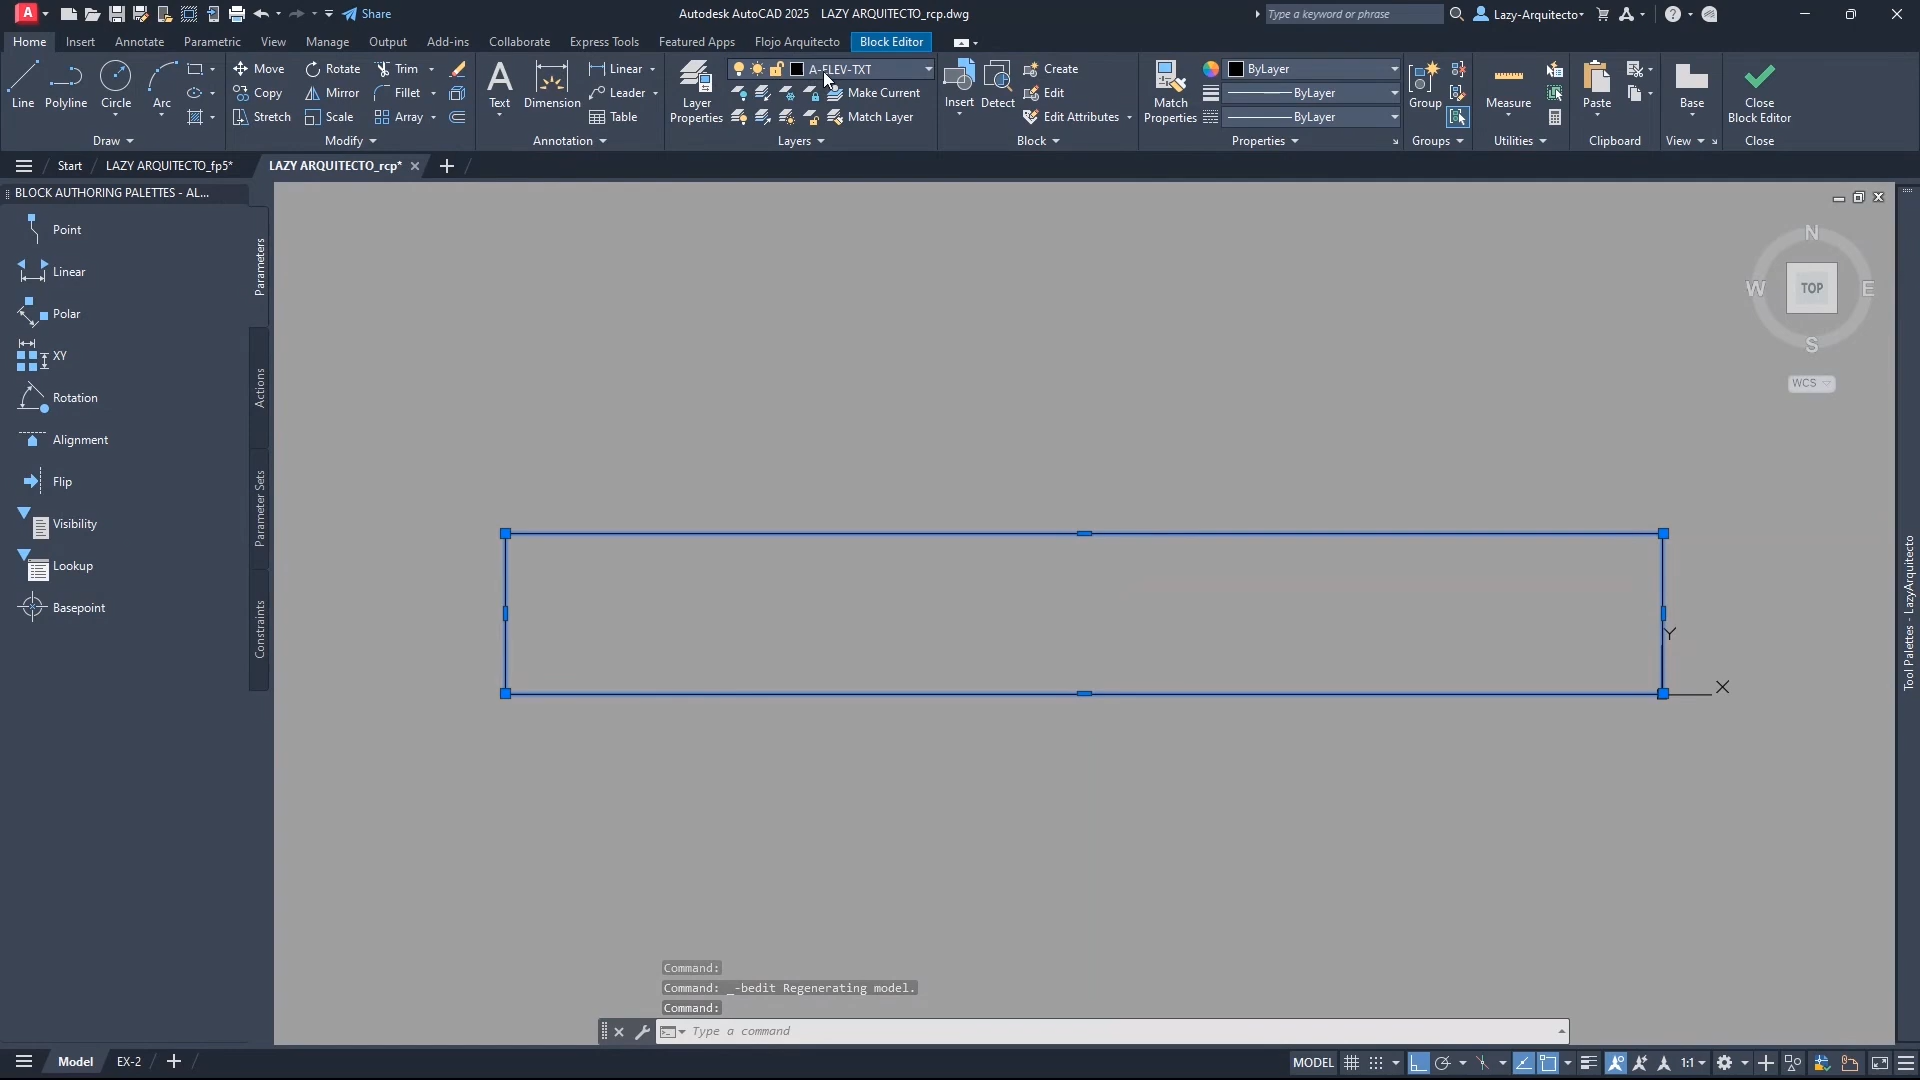 Share
Autodesk AutoCAD 2025 LAZY ARQUITECTO_rcp.dwg
Type a keyword or phrase
Lazy-Arquitecto
Home Insert Annotate Parametric View Manage Output Add-ins Collaborate Express Tools Featured Apps Flojo Arquitecto Block Editor
Line Polyline Circle Arc
Move Rotate Trim
Copy Mirror Fillet
Stretch Scale Array
Text Dimension
Linear
Leader
Table
Layer Properties
A-ELEV-TXT
Make Current
Match Layer
Insert Detect
Create
Edit
Edit Attributes
Match Properties
ByLayer
ByLayer
ByLayer
Group
Measure
Paste
Base
Close Block Editor
Draw Modify Annotation Layers Block Properties Groups Utilities Clipboard View Close
Start LAZY ARQUITECTO_fp5* LAZY ARQUITECTO_rcp*
BLOCK AUTHORING PALETTES - AL...
Point
Linear
Polar
XY
Rotation
Alignment
Flip
Visibility
Lookup
Basepoint
Parameters
Actions
Parameter Sets
Constraints
N
W TOP E
S
WCS
Y
X
Tool Palettes - LazyArquitecto
Command:
Command: _-bedit Regenerating model.
Command:
Type a command
Model EX-2
MODEL
1:1